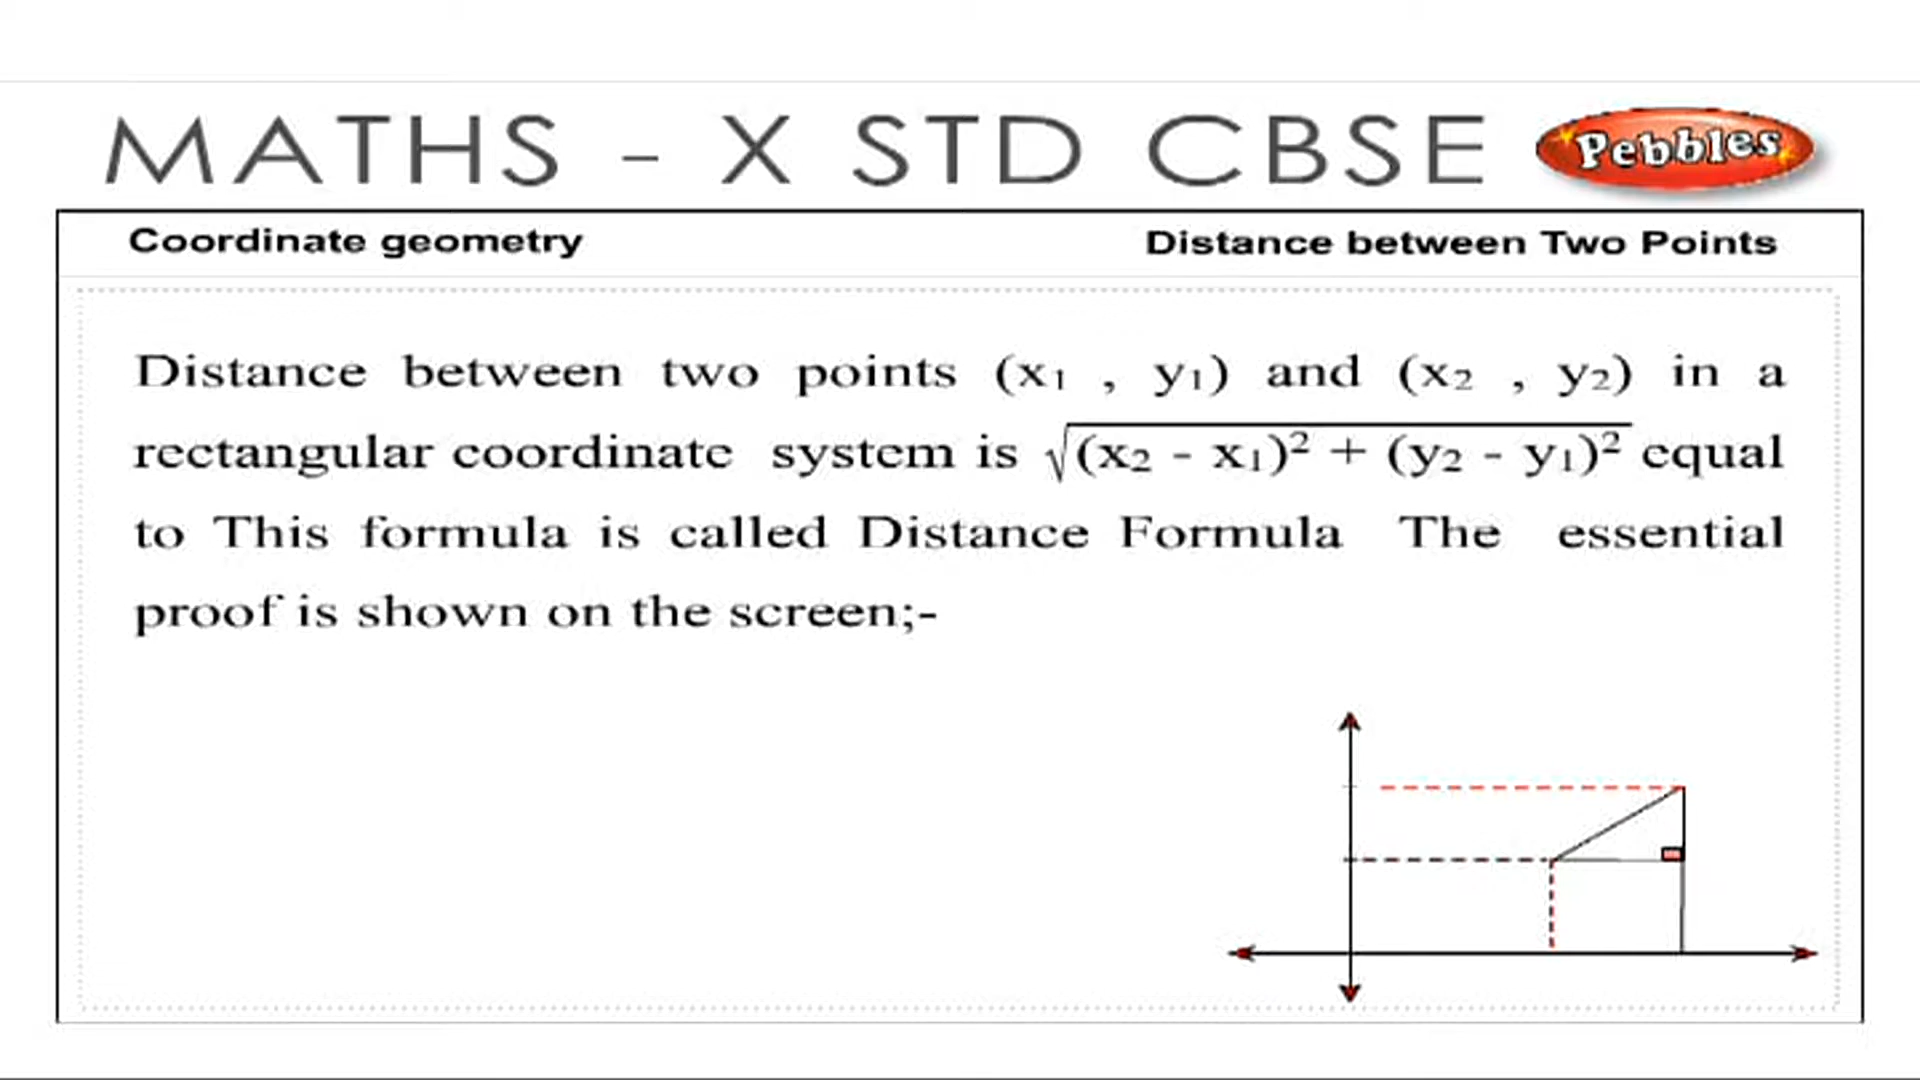 MATHS - X STD CBSE Pebbles
Coordinate geometry Distance between Two Points
Distance between two points (x₁ , y₁) and (x₂ , y₂) in a
rectangular coordinate system is √(x₂ - x₁)² + (y₂ - y₁)² equal
to This formula is called Distance Formula The essential
proof is shown on the screen;-